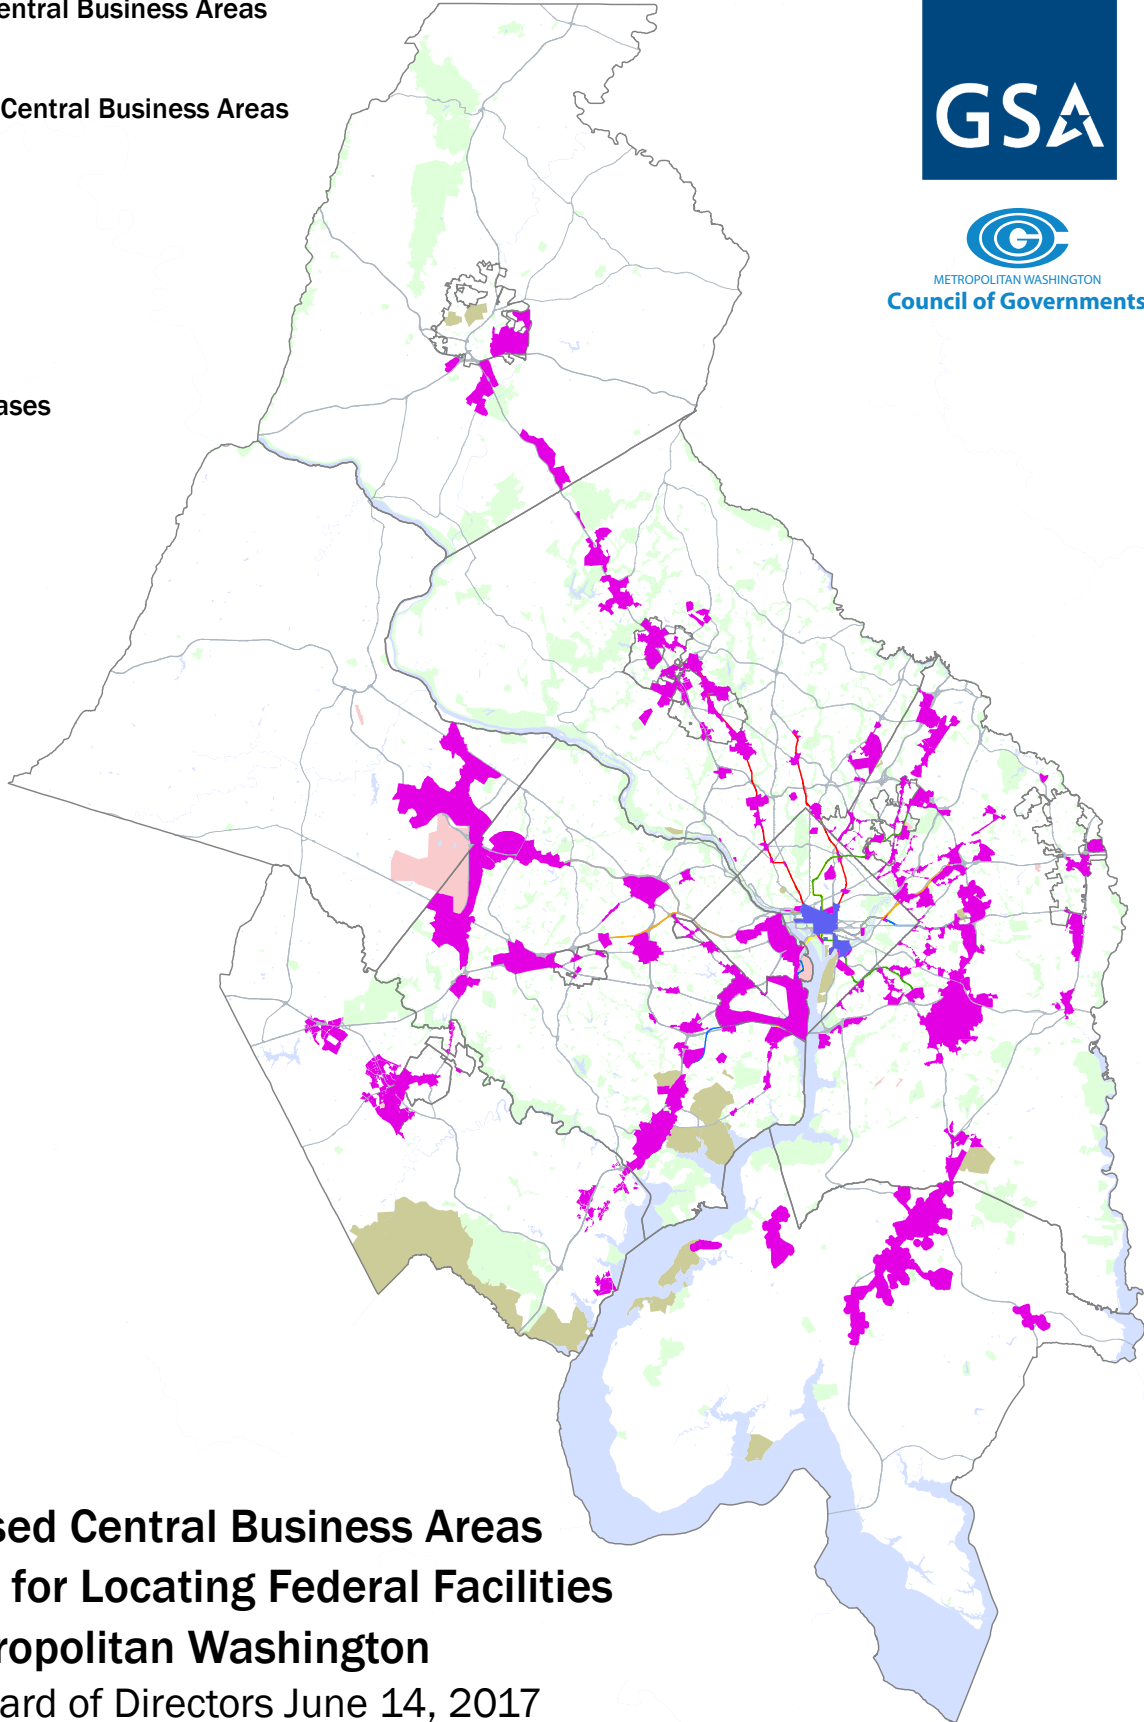 entral Business Areas
Central Business Areas
GSA
METROPOLITAN WASHINGTON
Council of Governments
ases
sed Central Business Areas
for Locating Federal Facilities
ropolitan Washington
ard of Directors June 14, 2017